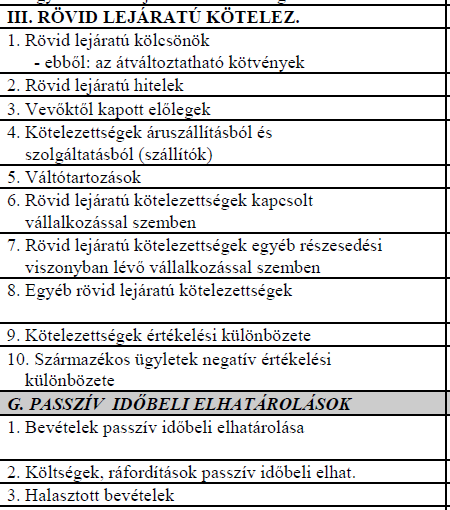 III. RÖVID LEJÁRATÚ KÖTELEZ.
1. Rövid lejáratú kölcsönök
- ebből: az átváltoztatható kötvények
2. Rövid lejáratú hitelek
3. Vevőktől kapott előlegek
4. Kötelezettségek áruszállításból és
szolgáltatásból (szállítók)
5. Váltótartozások
6. Rövid lejáratú kötelezettségek kapcsolt
vállalkozással szemben
7. Rövid lejáratú kötelezettségek egyéb részesedési
viszonyban lévő vállalkozással szemben
8. Egyéb rövid lejáratú kötelezettségek
9. Kötelezettségek értékelési különbözete
10. Származékos ügyletek negatív értékelési
különbözete
G. PASSZÍV IDŐBELI ELHATÁROLÁSOK
1. Bevételek passzív időbeli elhatárolása
2. Költségek, ráfordítások passzív időbeli elhat.
3. Halasztott bevételek